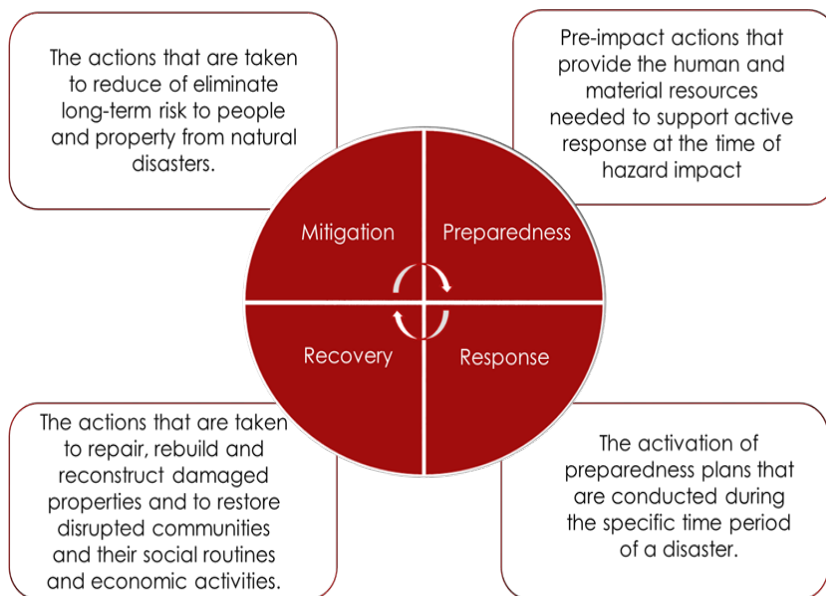 The actions that are taken
to reduce of eliminate
long-term risk to people
and property from natural
disasters.
Pre-impact actions that
provide the human and
material resources
needed to support active
response at the time of
hazard impact
Mitigation
Preparedness
Recovery
Response
The actions that are taken
to repair, rebuild and
reconstruct damaged
properties and to restore
disrupted communities
and their social routines
and economic activities.
The activation of
preparedness plans that
are conducted during
the specific time period
of a disaster.